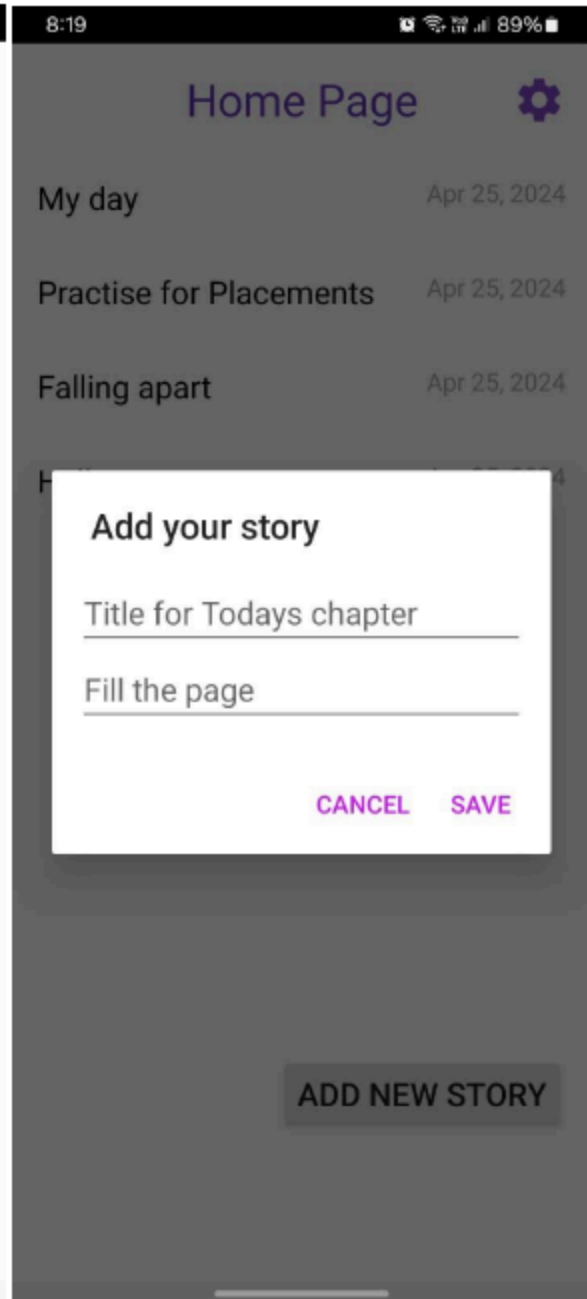 8:19 89%
Home Page
My day Apr 25, 2024
Practise for Placements Apr 25, 2024
Falling apart Apr 25, 2024
Add your story
Title for Todays chapter
Fill the page
CANCEL SAVE
ADD NEW STORY